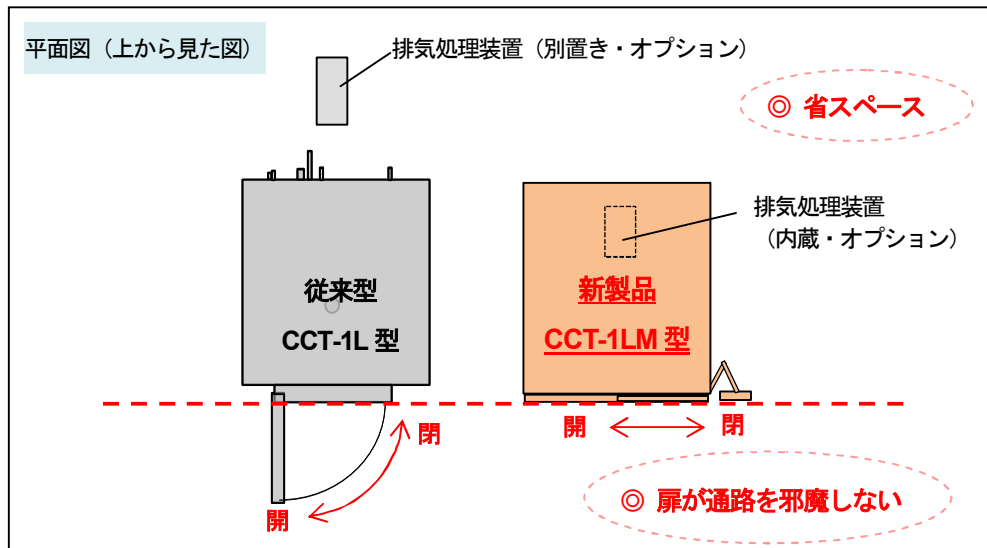 平面図（上から見た図）
排気処理装置（別置き・オプション）
◎ 省スペース
排気処理装置
（内蔵・オプション）
従来型
CCT-1L 型
新製品
CCT-1LM 型
開
閉
閉
開
◎ 扉が通路を邪魔しない